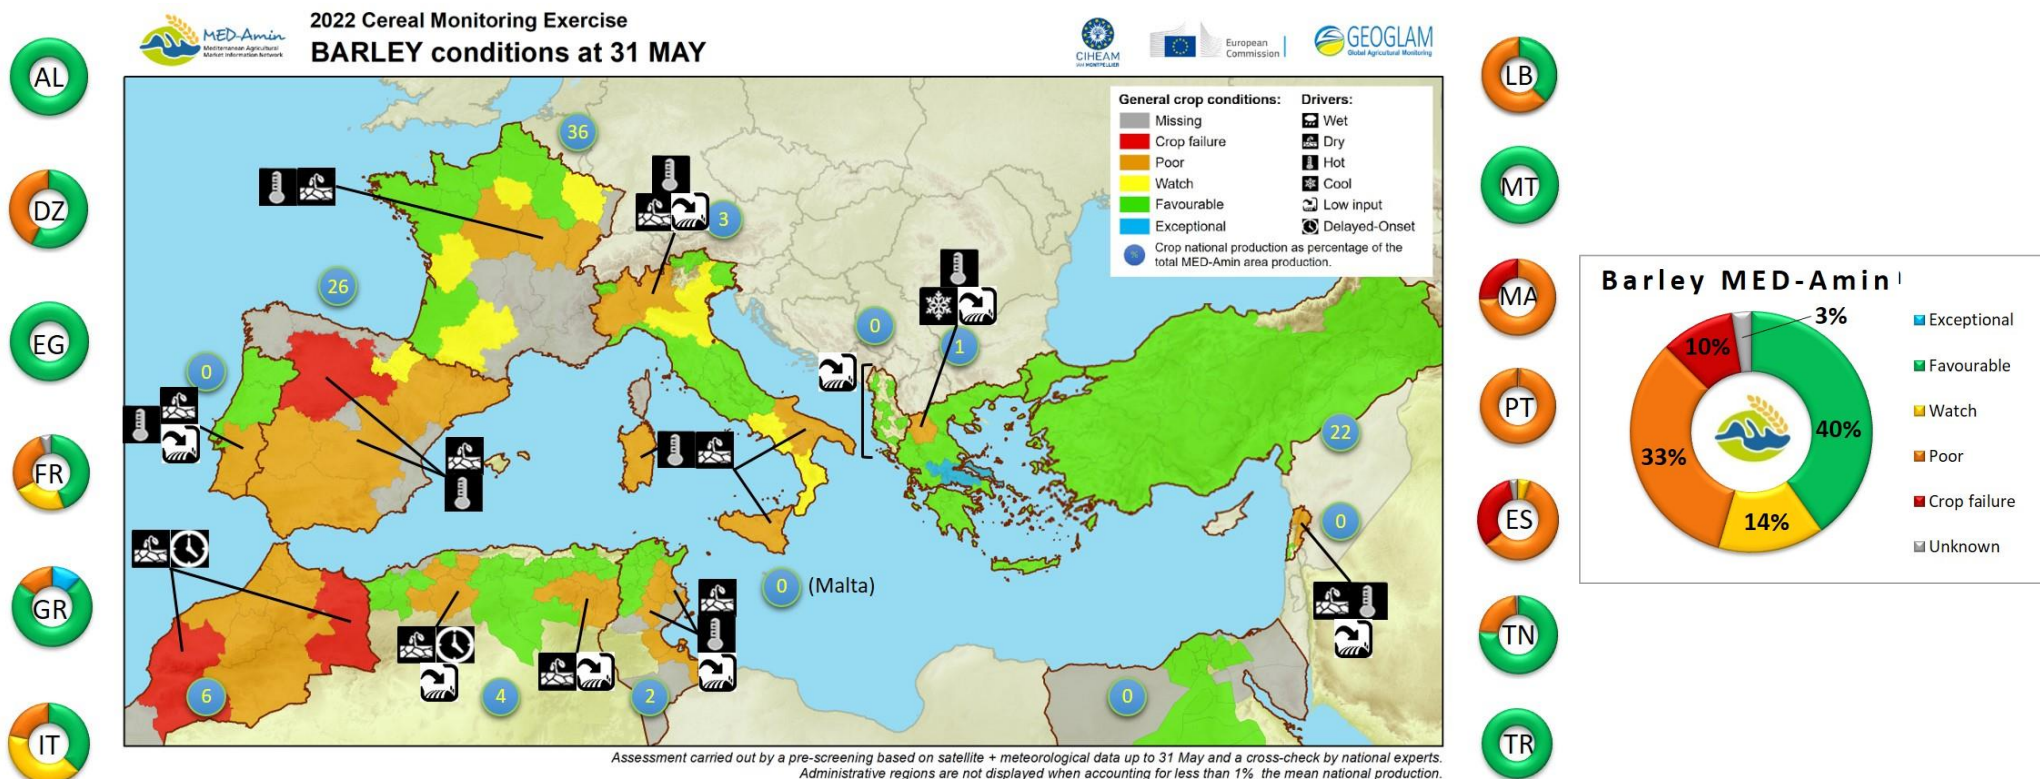 MED-Amin
Mediterranean Agricultural
Market Information Network
2022 Cereal Monitoring Exercise
BARLEY conditions at 31 MAY
CIHEAM
IAM MONTPELLIER
European
Commission
GEOGLAM
Global Agricultural Monitoring
AL
DZ
EG
FR
GR
IT
General crop conditions:
Missing
Crop failure
Poor
Watch
Favourable
Exceptional
Drivers:
Wet
Dry
Hot
Cool
Low input
Delayed-Onset
%
Crop national production as percentage of the
total MED-Amin area production.
36
3
26
0
0
1
22
0
0 (Malta)
6
4
2
0
Assessment carried out by a pre-screening based on satellite + meteorological data up to 31 May and a cross-check by national experts.
Administrative regions are not displayed when accounting for less than 1% the mean national production.
LB
MT
MA
PT
ES
TN
TR
Barley MED-Amin
3%
10%
33%
40%
14%
Exceptional
Favourable
Watch
Poor
Crop failure
Unknown